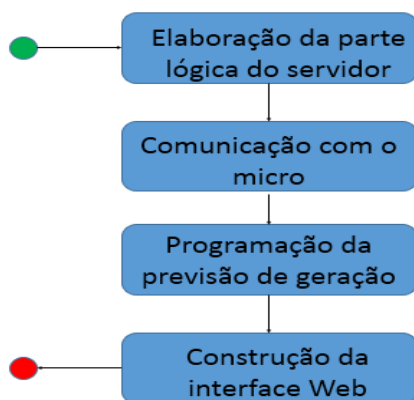 Elaboração da parte
lógica do servidor
Comunicação com o
micro
Programação da
previsão de geração
Construção da
interface Web